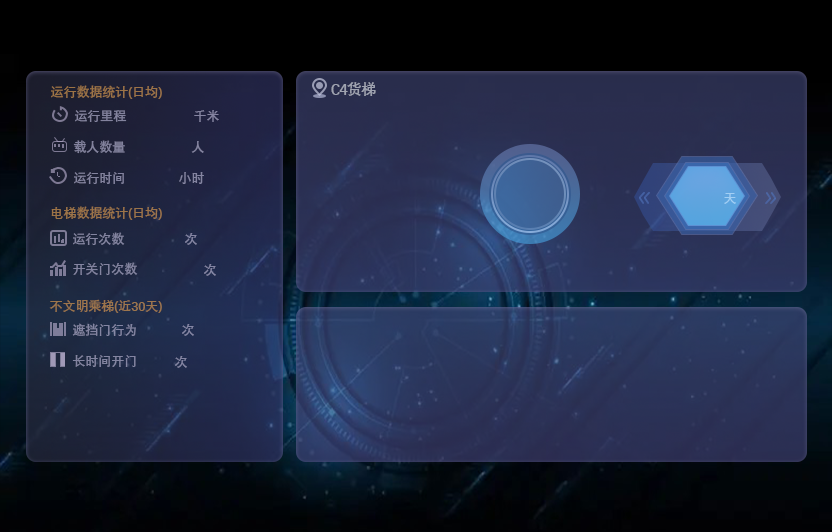 运行数据统计(日均)
运行里程 千米
载人数量 人
运行时间 小时
电梯数据统计(日均)
运行次数 次
开关门次数 次
不文明乘梯(近30天)
遮挡门行为 次
长时间开门 次
C4货梯
天